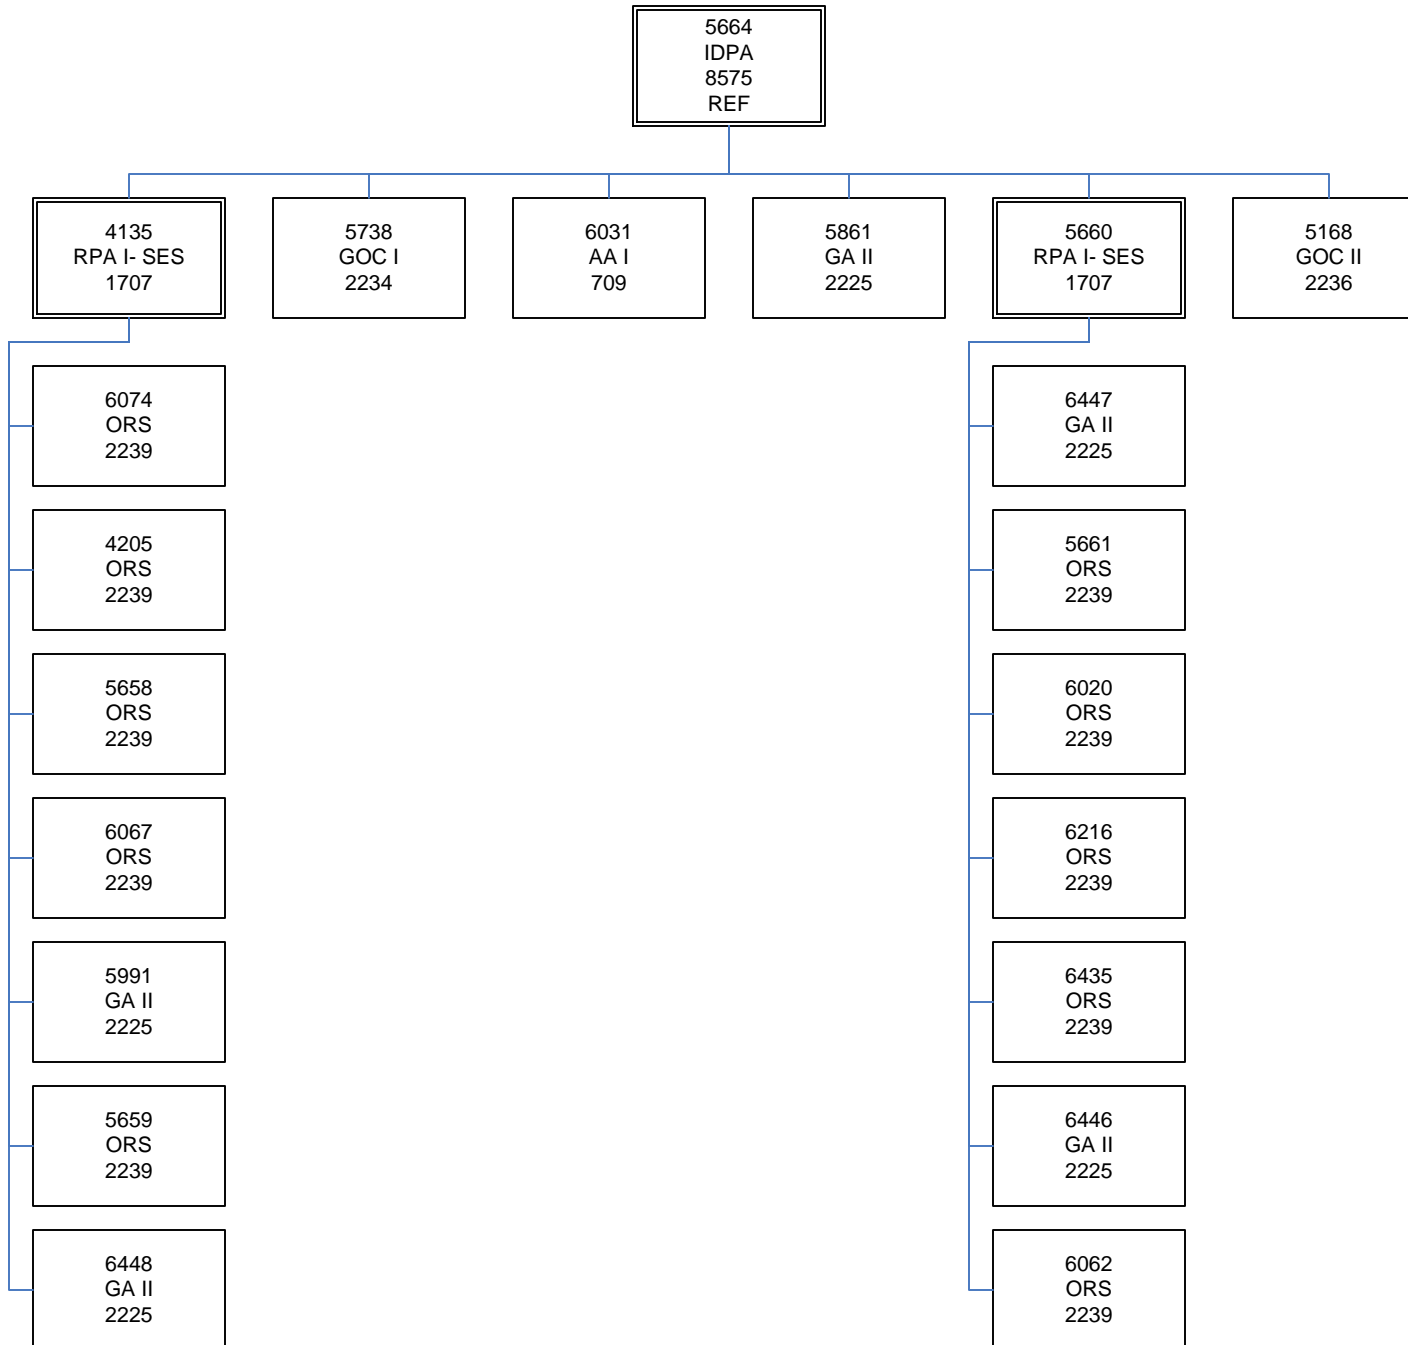 5664
IDPA
8575
REF
4135
RPA I- SES
1707
5738
GOC I
2234
6031
AA I
709
5861
GA II
2225
5660
RPA I- SES
1707
5168
GOC II
2236
6074
ORS
2239
4205
ORS
2239
5658
ORS
2239
6067
ORS
2239
5991
GA II
2225
5659
ORS
2239
6448
GA II
2225
6447
GA II
2225
5661
ORS
2239
6020
ORS
2239
6216
ORS
2239
6435
ORS
2239
6446
GA II
2225
6062
ORS
2239